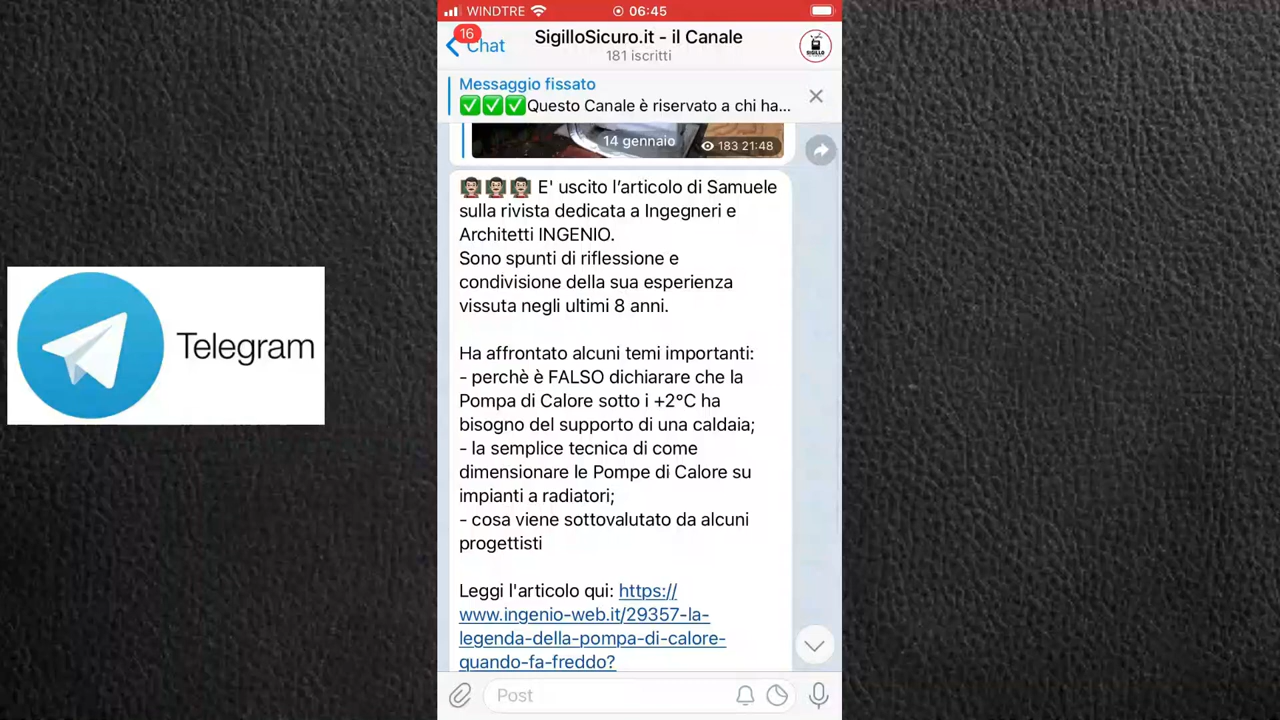 WINDTRE
06:45
16
Chat
SigilloSicuro.it - il Canale
181 iscritti
SIGILLO
Messaggio fissato
✅✅✅Questo Canale è riservato a chi ha...
14 gennaio
183 21:48
👨🏻‍🏫👨🏻‍🏫👨🏻‍🏫 E' uscito l’articolo di Samuele
sulla rivista dedicata a Ingegneri e
Architetti INGENIO.
Sono spunti di riflessione e
condivisione della sua esperienza
vissuta negli ultimi 8 anni.
Ha affrontato alcuni temi importanti:
- perchè è FALSO dichiarare che la
Pompa di Calore sotto i +2°C ha
bisogno del supporto di una caldaia;
- la semplice tecnica di come
dimensionare le Pompe di Calore su
impianti a radiatori;
- cosa viene sottovalutato da alcuni
progettisti
Leggi l'articolo qui: https://
www.ingenio-web.it/29357-la-
legenda-della-pompa-di-calore-
quando-fa-freddo?
Post
Telegram